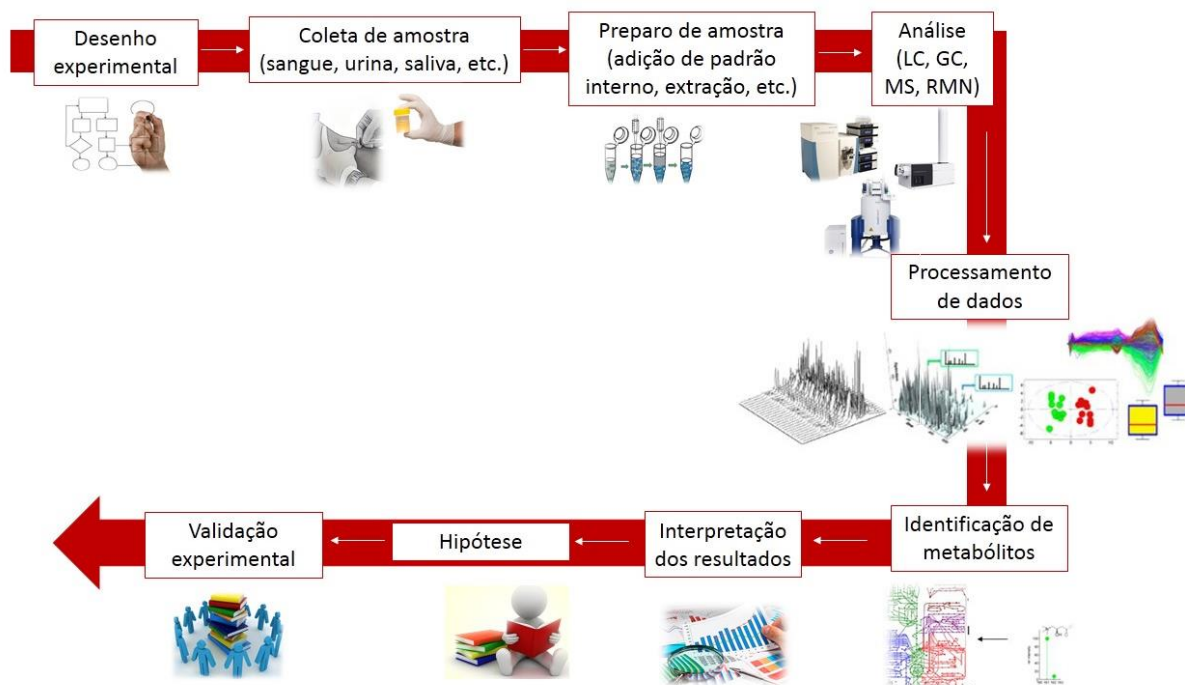 Desenho
experimental
Coleta de amostra
(sangue, urina, saliva, etc.)
Preparo de amostra
(adição de padrão
interno, extração, etc.)
Análise
(LC, GC,
MS, RMN)
Processamento
de dados
Identificação de
metabólitos
Interpretação
dos resultados
Hipótese
Validação
experimental